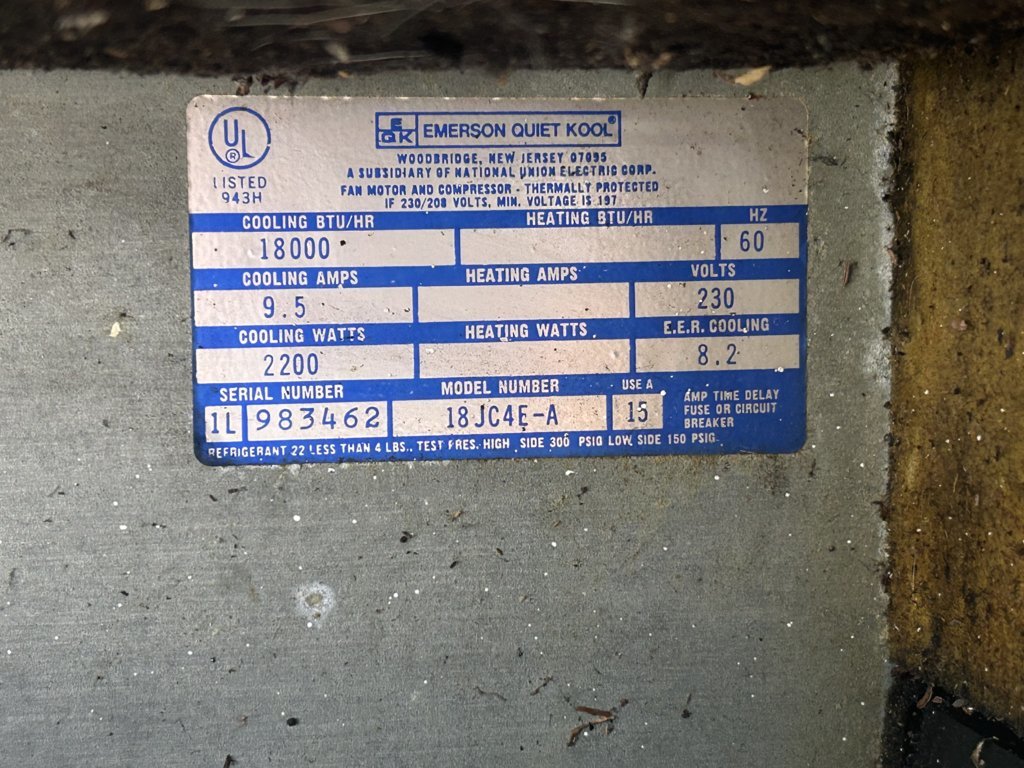 UL
®
LISTED
943H
EQK EMERSON QUIET KOOL®
WOODBRIDGE, NEW JERSEY 07095
A SUBSIDIARY OF NATIONAL UNION ELECTRIC CORP.
FAN MOTOR AND COMPRESSOR - THERMALLY PROTECTED
IF 230/208 VOLTS, MIN. VOLTAGE IS 197
COOLING BTU/HR HEATING BTU/HR HZ
18000 60
COOLING AMPS HEATING AMPS VOLTS
9.5 230
COOLING WATTS HEATING WATTS E.E.R. COOLING
2200 8.2
SERIAL NUMBER MODEL NUMBER USE A
1L 983462 18JC4E-A 15
AMP TIME DELAY
FUSE OR CIRCUIT
BREAKER
REFRIGERANT 22 LESS THAN 4 LBS., TEST PRES. HIGH SIDE 300 PSIG LOW SIDE 150 PSIG